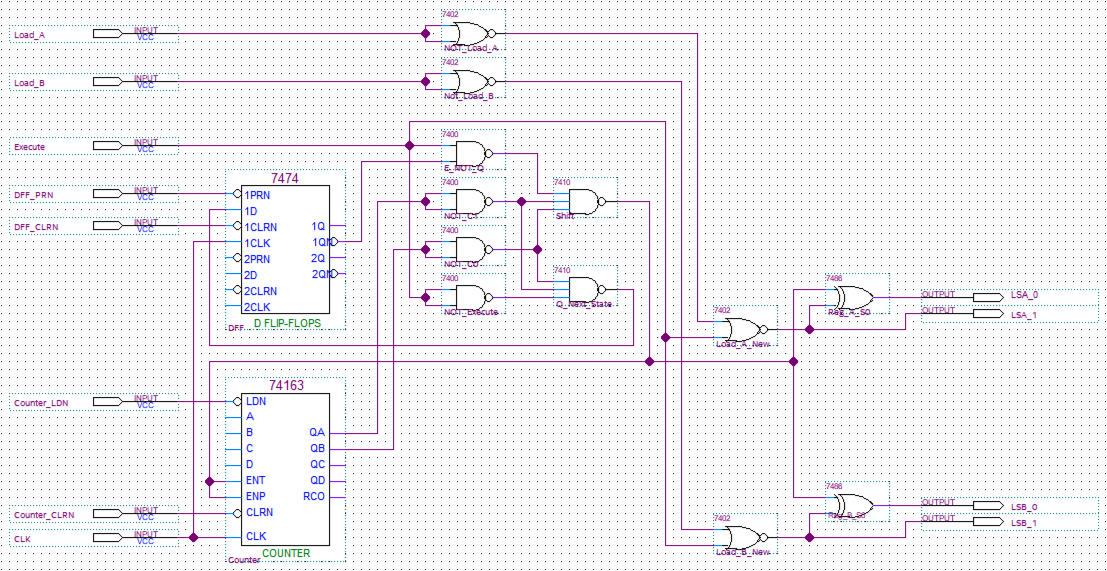 7402
Load_A
INPUT
VCC
NOT_Load_A
7402
Load_B
INPUT
VCC
Not_Load_B
7400
Execute
INPUT
VCC
E_NOT_Q
7474
7400
7410
DFF_PRN
INPUT
VCC
1PRN
1D
NOT_C1
Shift
DFF_CLRN
INPUT
VCC
1CLRN
1Q
7400
1CLK
1QN
2PRN
2Q
NOT_C0
7400
7410
2D
2QN
7486
2CLRN
OUTPUT
LSA_0
2CLK
NOT_Execute
Q_Next_State
Reg_A_S0
OUTPUT
LSA_1
7402
DFF
D FLIP-FLOPS
Load_A_New
74163
Counter_LDN
INPUT
VCC
LDN
A
B
QA
C
QB
D
QC
ENT
QD
7486
ENP
RCO
OUTPUT
LSB_0
Counter_CLRN
INPUT
VCC
CLRN
Reg_B_S0
OUTPUT
LSB_1
7402
CLK
INPUT
VCC
CLK
Counter
COUNTER
Load_B_New